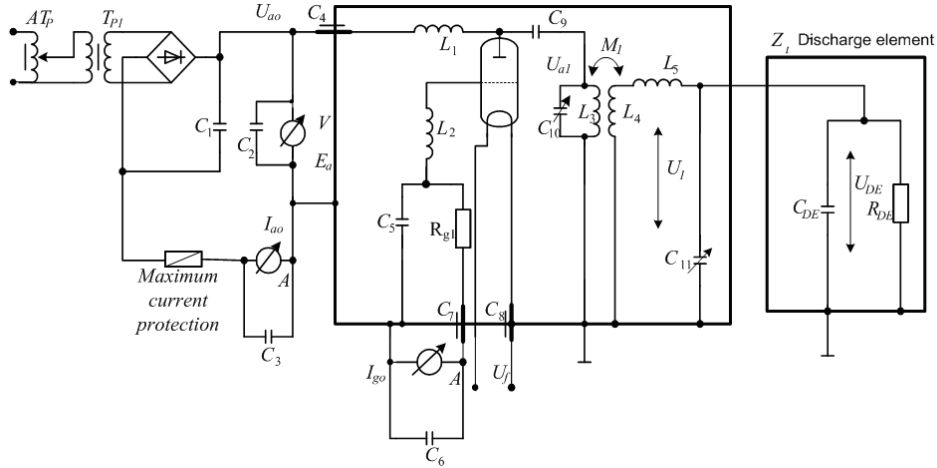 AT_P
T_P1
U_ao
C_4
C_9
M_1
Z_t Discharge element
L_1
U_a1
L_5
C_1
C_2
V
L_2
C_10
L_3
L_4
E_a
U_1
U_DE
C_DE
R_DE
I_ao
C_5
R_g1
C_11
A
Maximum
current
protection
C_7
C_8
C_3
I_go
A
U_f
C_6